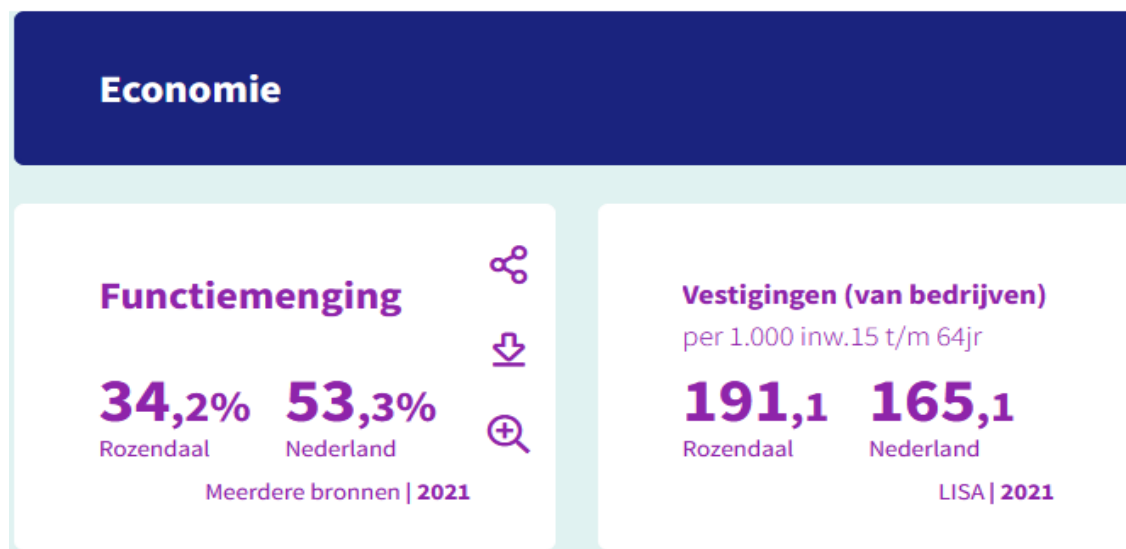 Economie
Functiemenging
34,2% 53,3%
Rozendaal Nederland
Meerdere bronnen | 2021
Vestigingen (van bedrijven)
per 1.000 inw.15 t/m 64jr
191,1 165,1
Rozendaal Nederland
LISA | 2021